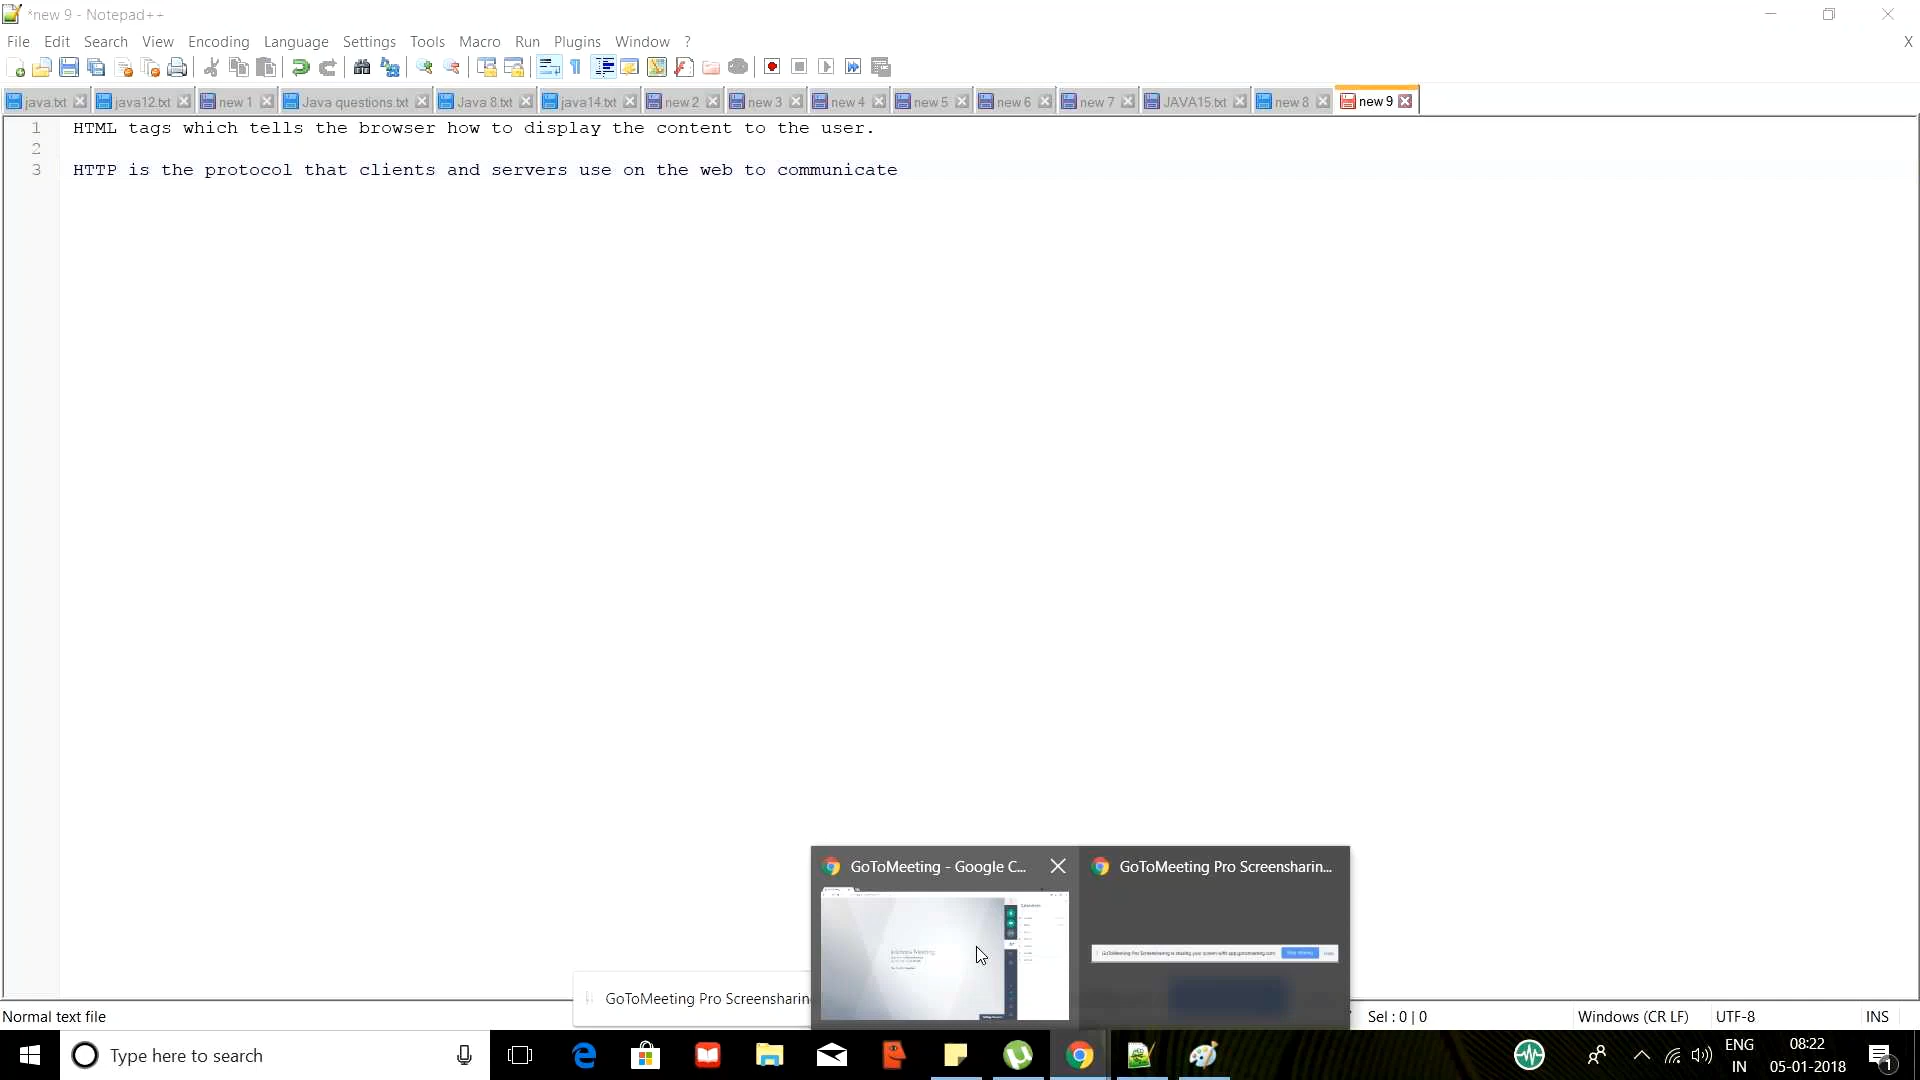 *new 9 - Notepad++
File Edit Search View Encoding Language Settings Tools Macro Run Plugins Window ?
X
java.txt java12.txt new 1 Java questions.txt Java 8.txt java14.txt new 2 new 3 new 4 new 5 new 6 new 7 JAVA15.txt new 8 new 9
1 HTML tags which tells the browser how to display the content to the user.
2
3 HTTP is the protocol that clients and servers use on the web to communicate
GoToMeeting - Google C... GoToMeeting Pro Screensharin...
GoToMeeting Pro Screensharin
Normal text file Sel : 0 | 0 Windows (CR LF) UTF-8 INS
Type here to search
ENG 08:22
IN 05-01-2018
1